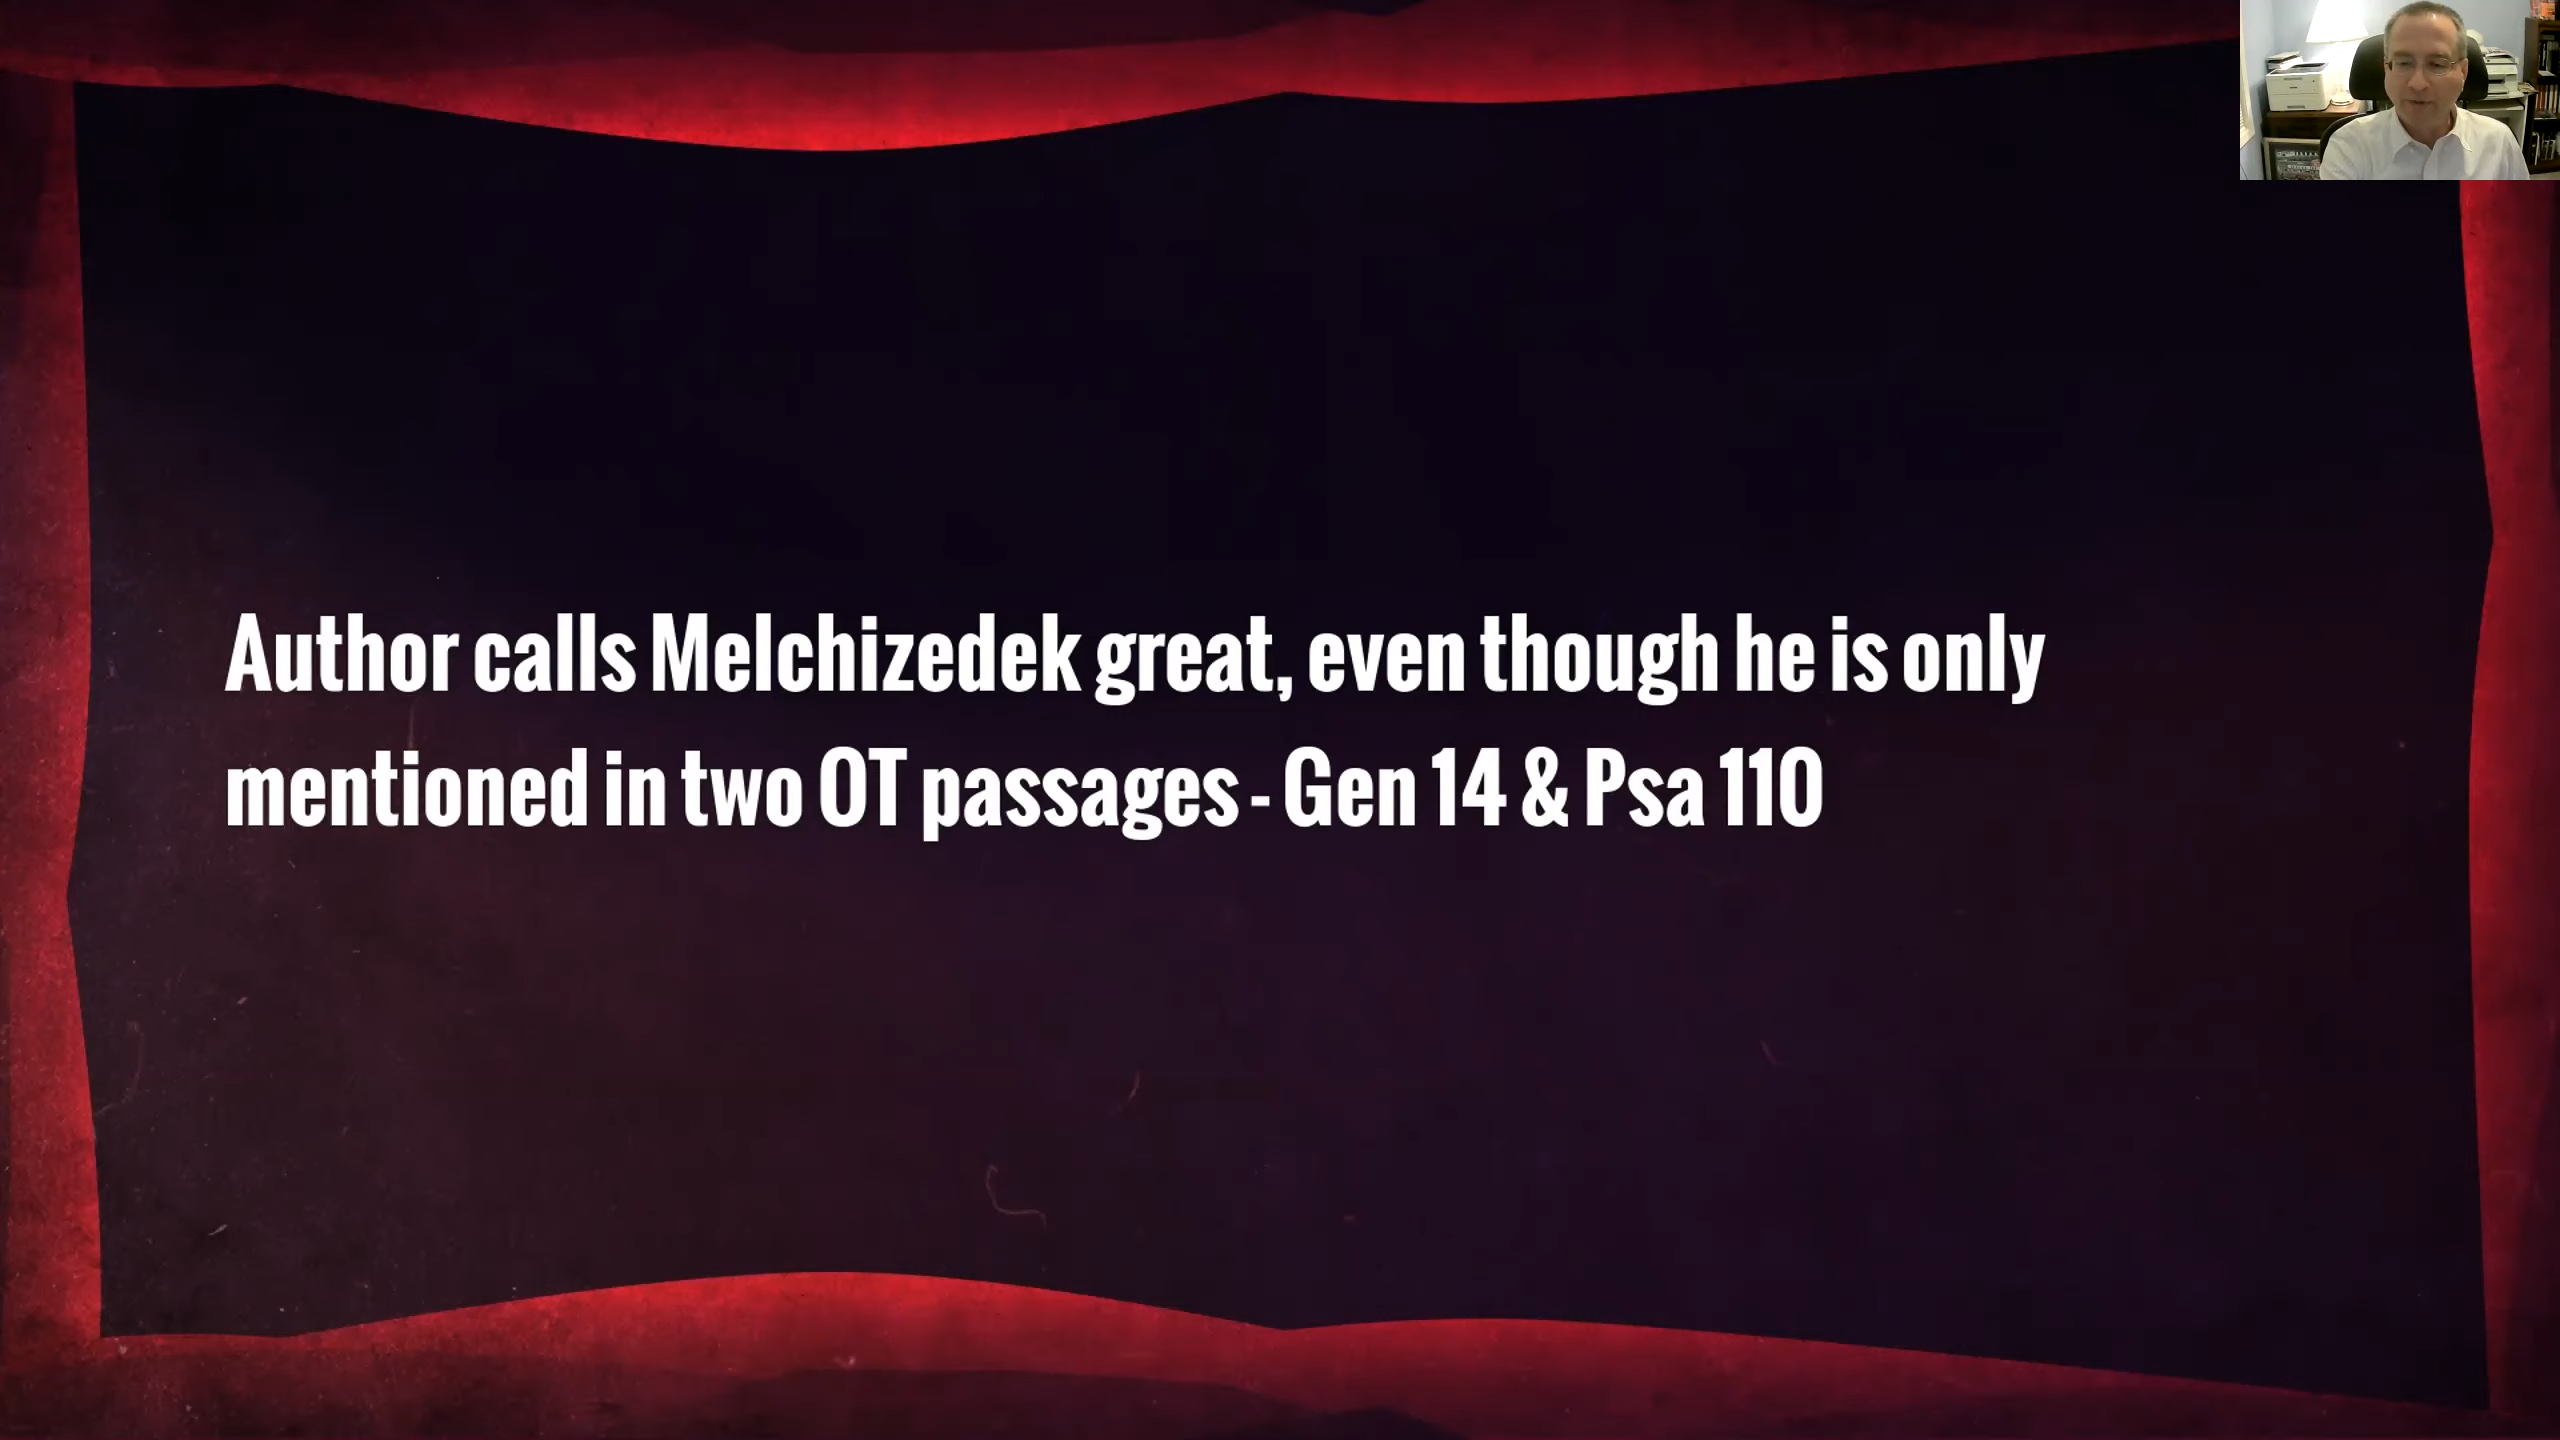 Author calls Melchizedek great, even though he is only
mentioned in two OT passages - Gen 14 & Psa 110